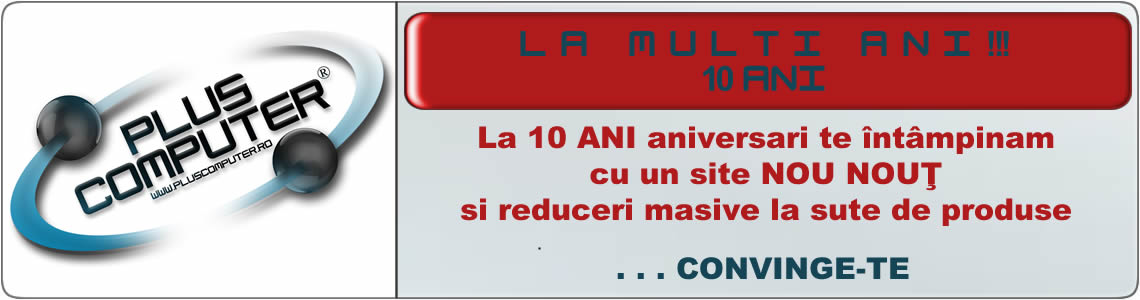 PLUS
COMPUTER®
WWW.PLUSCOMPUTER.RO
LA MULTI ANI!!!
10 ANI
La 10 ANI aniversari te întâmpinam
cu un site NOU NOUŢ
si reduceri masive la sute de produse
. . . CONVINGE-TE